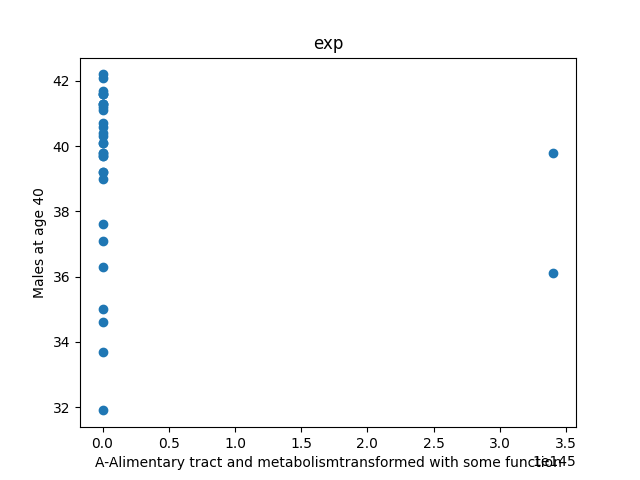 exp
42
40
38
36
34
32
Males at age 40
0.0 0.5 1.0 1.5 2.0 2.5 3.0 3.5
1e145
A-Alimentary tract and metabolismtransformed with some function